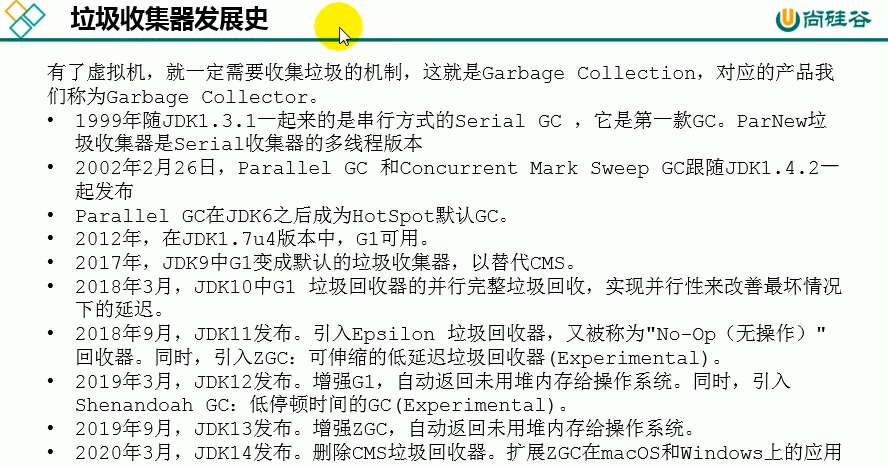 垃圾收集器发展史
尚硅谷
有了虚拟机，就一定需要收集垃圾的机制，这就是Garbage Collection，对应的产品我
们称为Garbage Collector。
• 1999年随JDK1.3.1一起来的是串行方式的Serial GC ，它是第一款GC。ParNew垃
圾收集器是Serial收集器的多线程版本
• 2002年2月26日，Parallel GC 和Concurrent Mark Sweep GC跟随JDK1.4.2一
起发布
• Parallel GC在JDK6之后成为HotSpot默认GC。
• 2012年，在JDK1.7u4版本中，G1可用。
• 2017年，JDK9中G1变成默认的垃圾收集器，以替代CMS。
• 2018年3月，JDK10中G1 垃圾回收器的并行完整垃圾回收，实现并行性来改善最坏情况
下的延迟。
• 2018年9月，JDK11发布。引入Epsilon 垃圾回收器，又被称为"No-Op（无操作）"
回收器。同时，引入ZGC：可伸缩的低延迟垃圾回收器(Experimental)。
• 2019年3月，JDK12发布。增强G1，自动返回未用堆内存给操作系统。同时，引入
Shenandoah GC：低停顿时间的GC(Experimental)。
• 2019年9月，JDK13发布。增强ZGC，自动返回未用堆内存给操作系统。
• 2020年3月，JDK14发布。删除CMS垃圾回收器。扩展ZGC在macOS和Windows上的应用